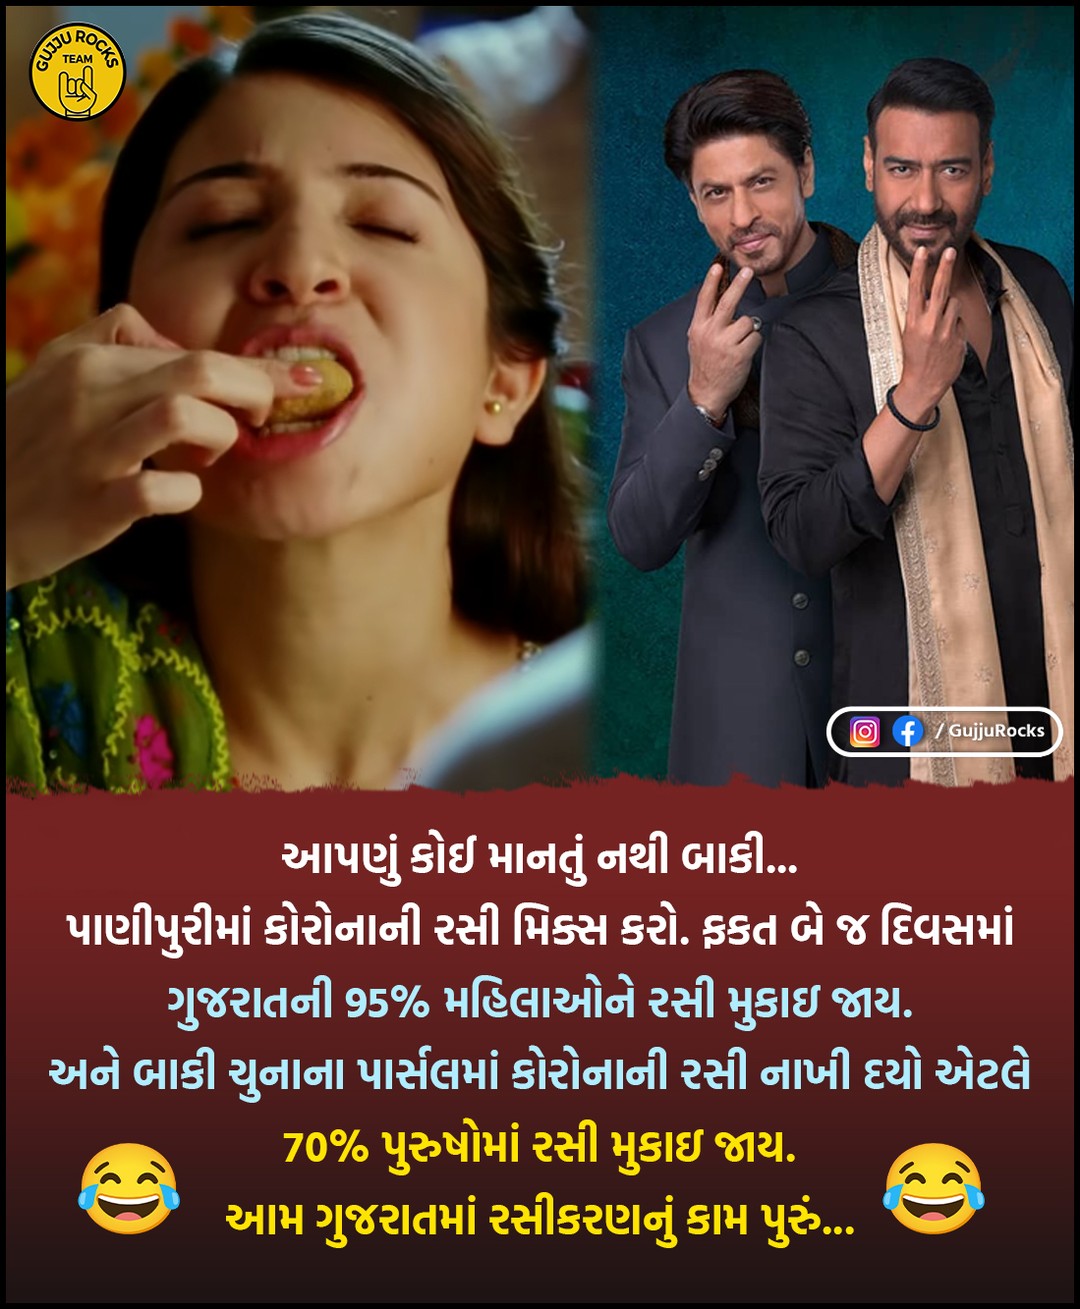 GUJJU ROCKS
TEAM
/ GujjuRocks
આપણું કોઈ માનતું નથી બાકી...
પાણીપુરીમાં કોરોનાની રસી મિક્સ કરો. ફકત બે જ દિવસમાં
ગુજરાતની 95% મહિલાઓને રસી મુકાઇ જાય.
અને બાકી ચુનાના પાર્સલમાં કોરોનાની રસી નાખી દયો એટલે
70% પુરુષોમાં રસી મુકાઇ જાય.
આમ ગુજરાતમાં રસીકરણનું કામ પુરું...